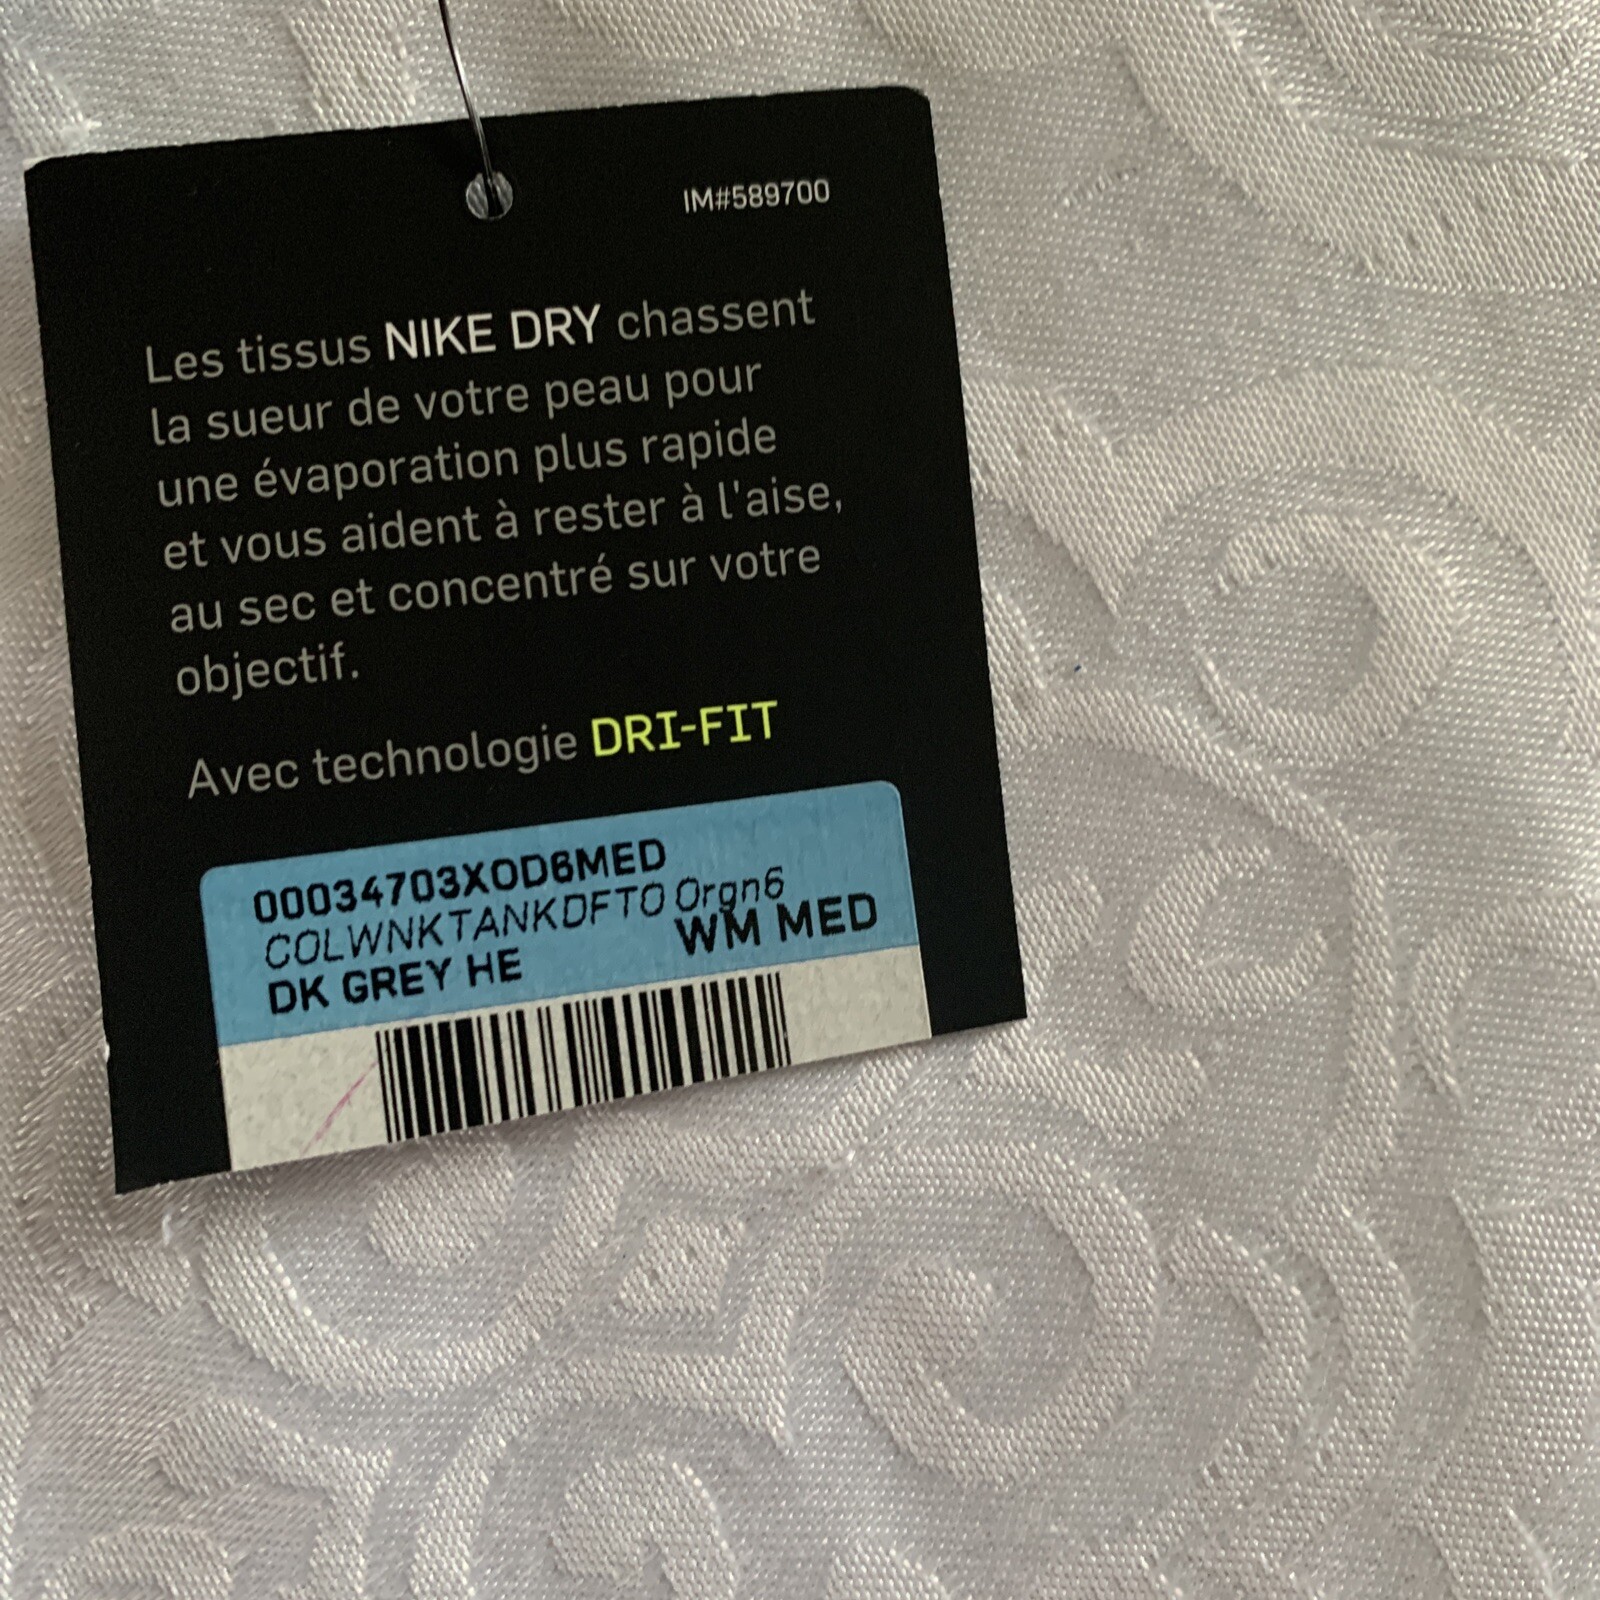 IM#589700
Les tissus NIKE DRY chassent
la sueur de votre peau pour
une évaporation plus rapide
et vous aident à rester à l'aise,
au sec et concentré sur votre
objectif.
Avec technologie DRI-FIT
00034703X0D6MED
COLWNKTANKDFTO Orgn6
DK GREY HE WM MED